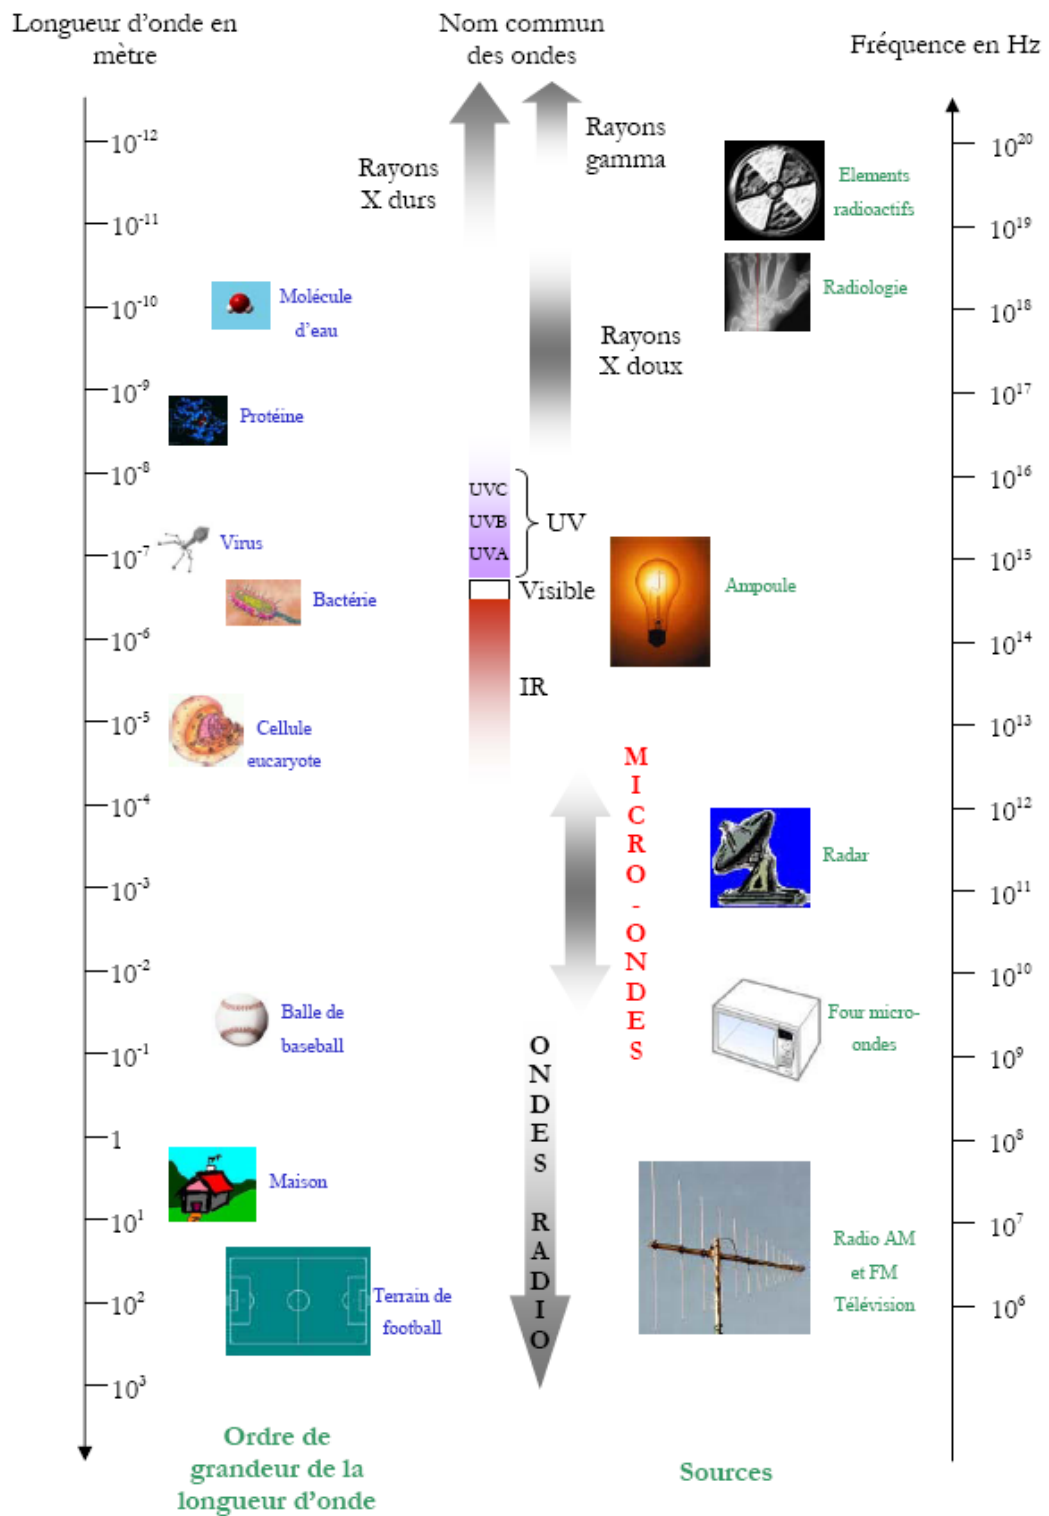 Longueur d'onde en
mètre
Nom commun
des ondes
Fréquence en Hz
10⁻¹²
10⁻¹¹
10⁻¹⁰
10⁻⁹
10⁻⁸
10⁻⁷
10⁻⁶
10⁻⁵
10⁻⁴
10⁻³
10⁻²
10⁻¹
1
10¹
10²
10³
Molécule
d'eau
Protéine
Virus
Bactérie
Cellule
eucaryote
Balle de
baseball
Maison
Terrain de
football
Ordre de
grandeur de la
longueur d'onde
Rayons
X durs
Rayons
gamma
Rayons
X doux
UVC
UVB
UVA
UV
Visible
IR
MICRO-ONDES
ONDES RADIO
Elements
radioactifs
Radiologie
Ampoule
Radar
Four micro-
ondes
Radio AM
et FM
Télévision
Sources
10²⁰
10¹⁹
10¹⁸
10¹⁷
10¹⁶
10¹⁵
10¹⁴
10¹³
10¹²
10¹¹
10¹⁰
10⁹
10⁸
10⁷
10⁶